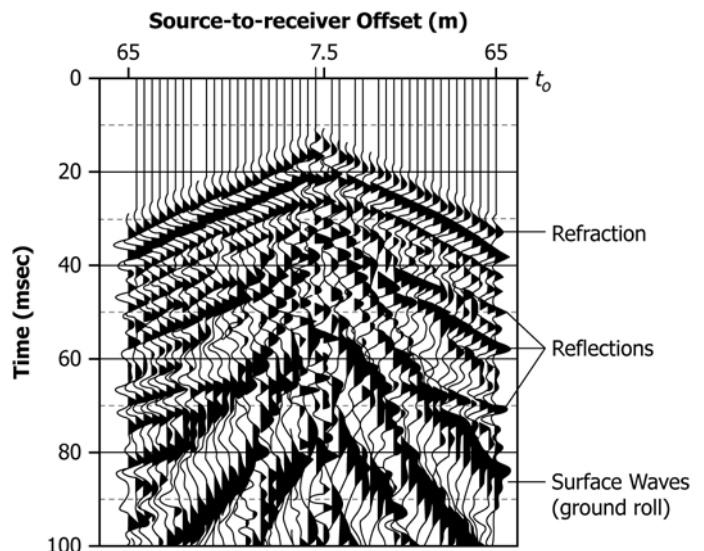 Source-to-receiver Offset (m)
65 7.5 65
0 t₀
20
Refraction
40
Time (msec)
Reflections
60
80
Surface Waves
(ground roll)
100